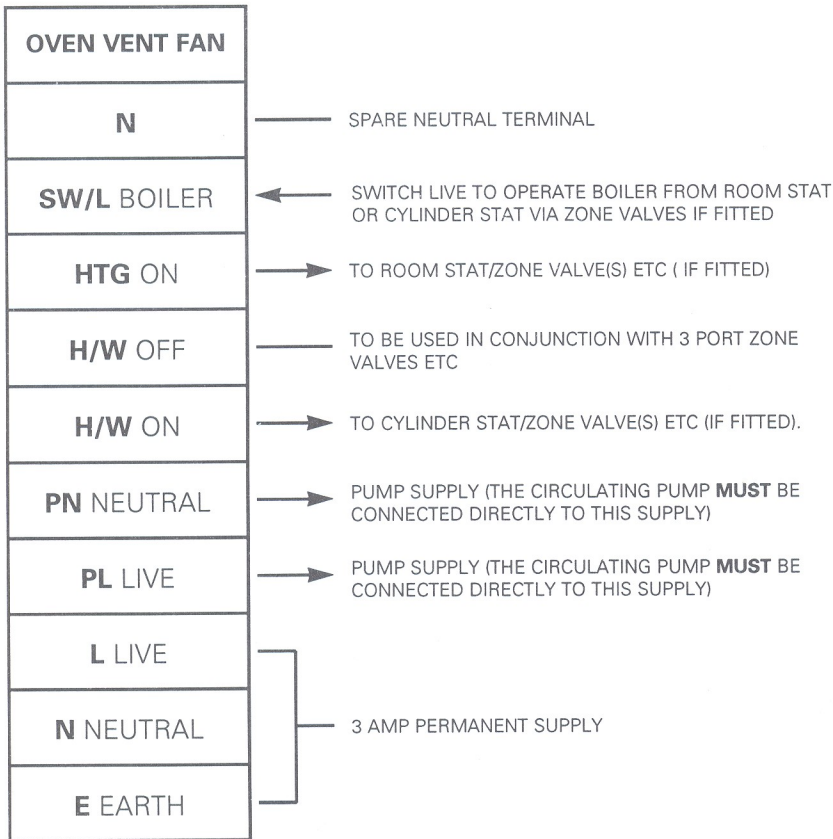 OVEN VENT FAN
N
SPARE NEUTRAL TERMINAL
SW/L BOILER
SWITCH LIVE TO OPERATE BOILER FROM ROOM STAT
OR CYLINDER STAT VIA ZONE VALVES IF FITTED
HTG ON
TO ROOM STAT/ZONE VALVE(S) ETC ( IF FITTED)
H/W OFF
TO BE USED IN CONJUNCTION WITH 3 PORT ZONE
VALVES ETC
H/W ON
TO CYLINDER STAT/ZONE VALVE(S) ETC (IF FITTED).
PN NEUTRAL
PUMP SUPPLY (THE CIRCULATING PUMP MUST BE
CONNECTED DIRECTLY TO THIS SUPPLY)
PL LIVE
PUMP SUPPLY (THE CIRCULATING PUMP MUST BE
CONNECTED DIRECTLY TO THIS SUPPLY)
L LIVE
N NEUTRAL
3 AMP PERMANENT SUPPLY
E EARTH